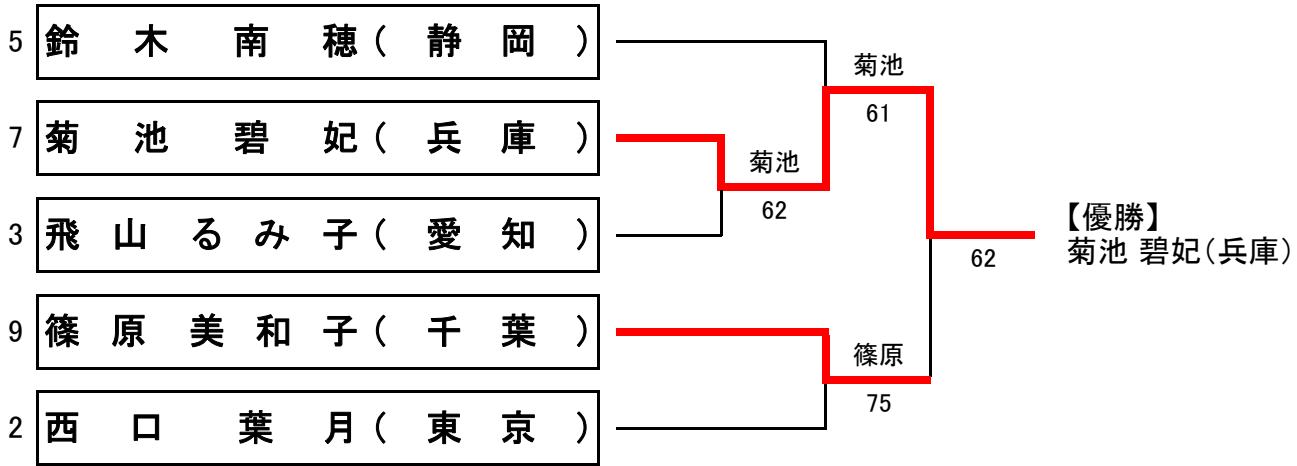 5 鈴木南穂(静岡)
菊池
61
7 菊池碧妃(兵庫)
菊池
62
3 飛山るみ子(愛知)
【優勝】
菊池 碧妃(兵庫)
62
9 篠原美和子(千葉)
篠原
75
2 西口葉月(東京)